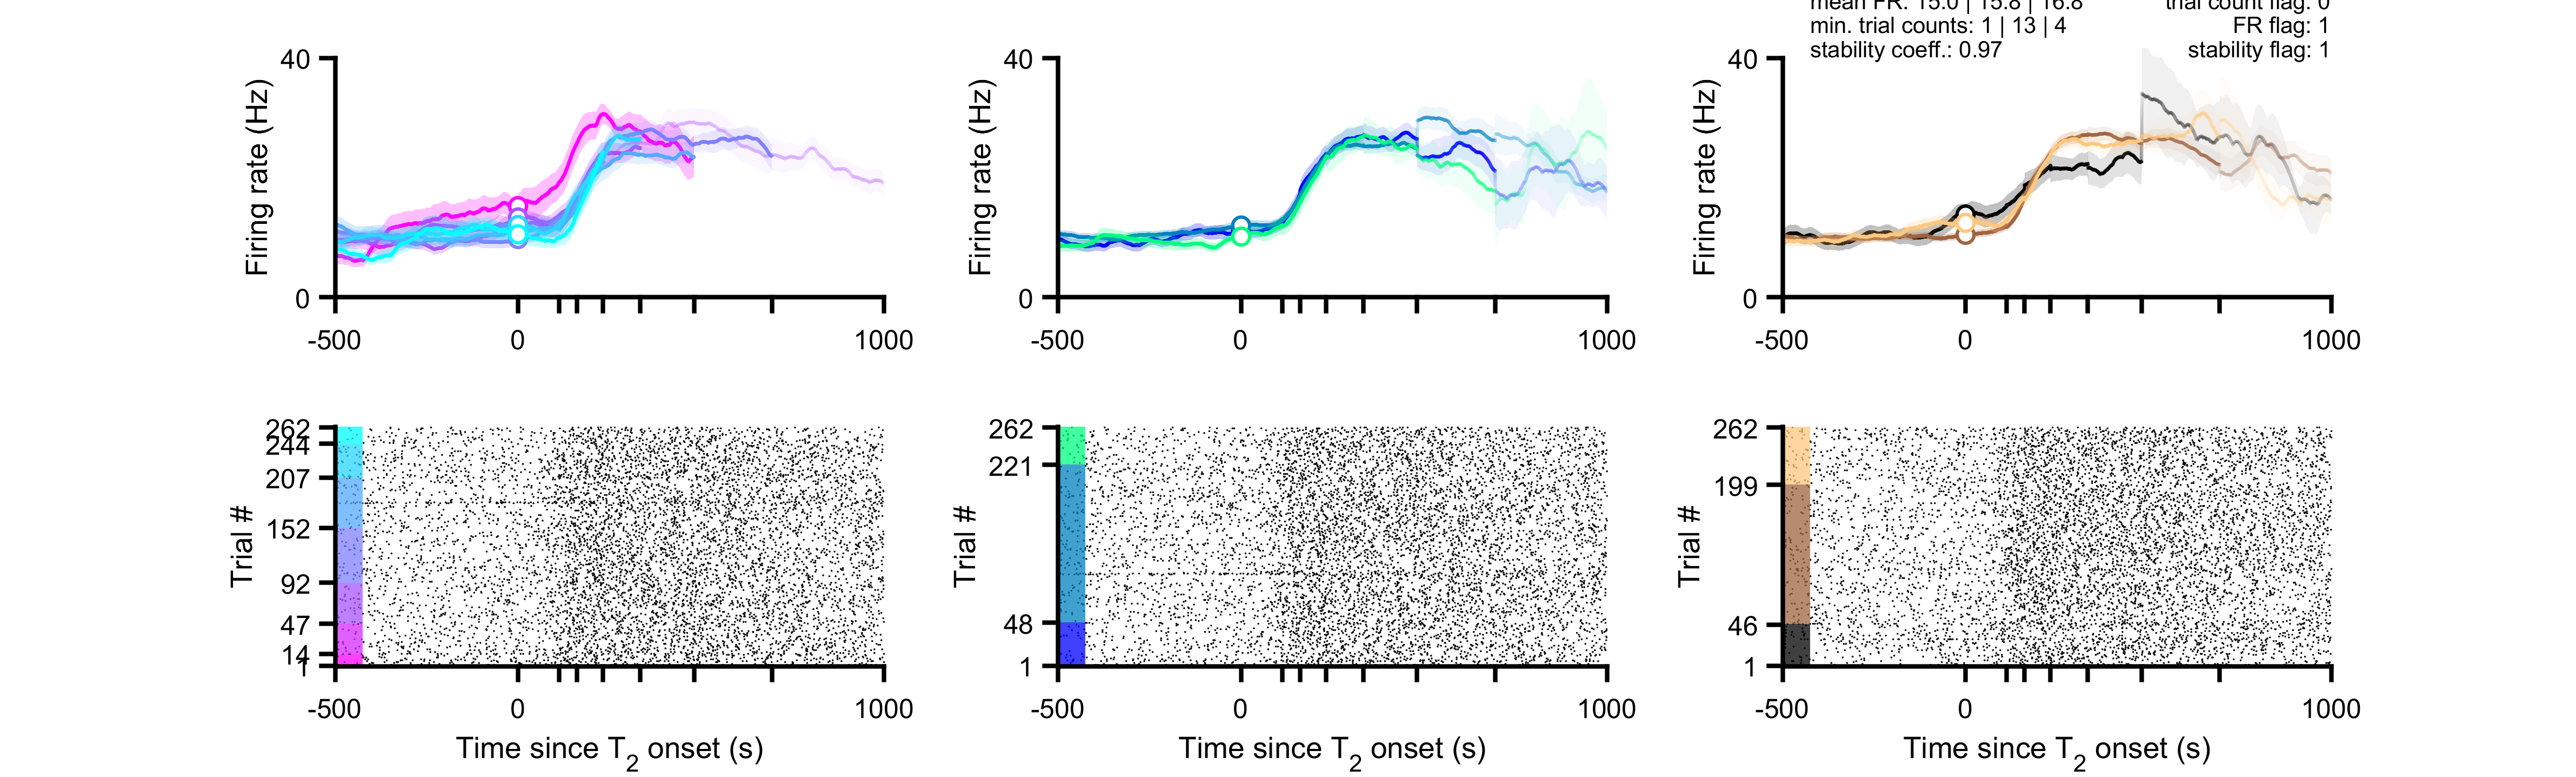 mean FR: 15.0 | 15.8 | 16.8 trial count flag: 0
min. trial counts: 1 | 13 | 4 FR flag: 1
stability coeff.: 0.97 stability flag: 1
40 40 40
Firing rate (Hz) Firing rate (Hz) Firing rate (Hz)
0 0 0
-500 0 1000 -500 0 1000 -500 0 1000
262 262 262
244
221
207
199
152
Trial # Trial # Trial #
92
47 48 46
14
1 1 1
-500 0 1000 -500 0 1000 -500 0 1000
Time since T2 onset (s) Time since T2 onset (s) Time since T2 onset (s)